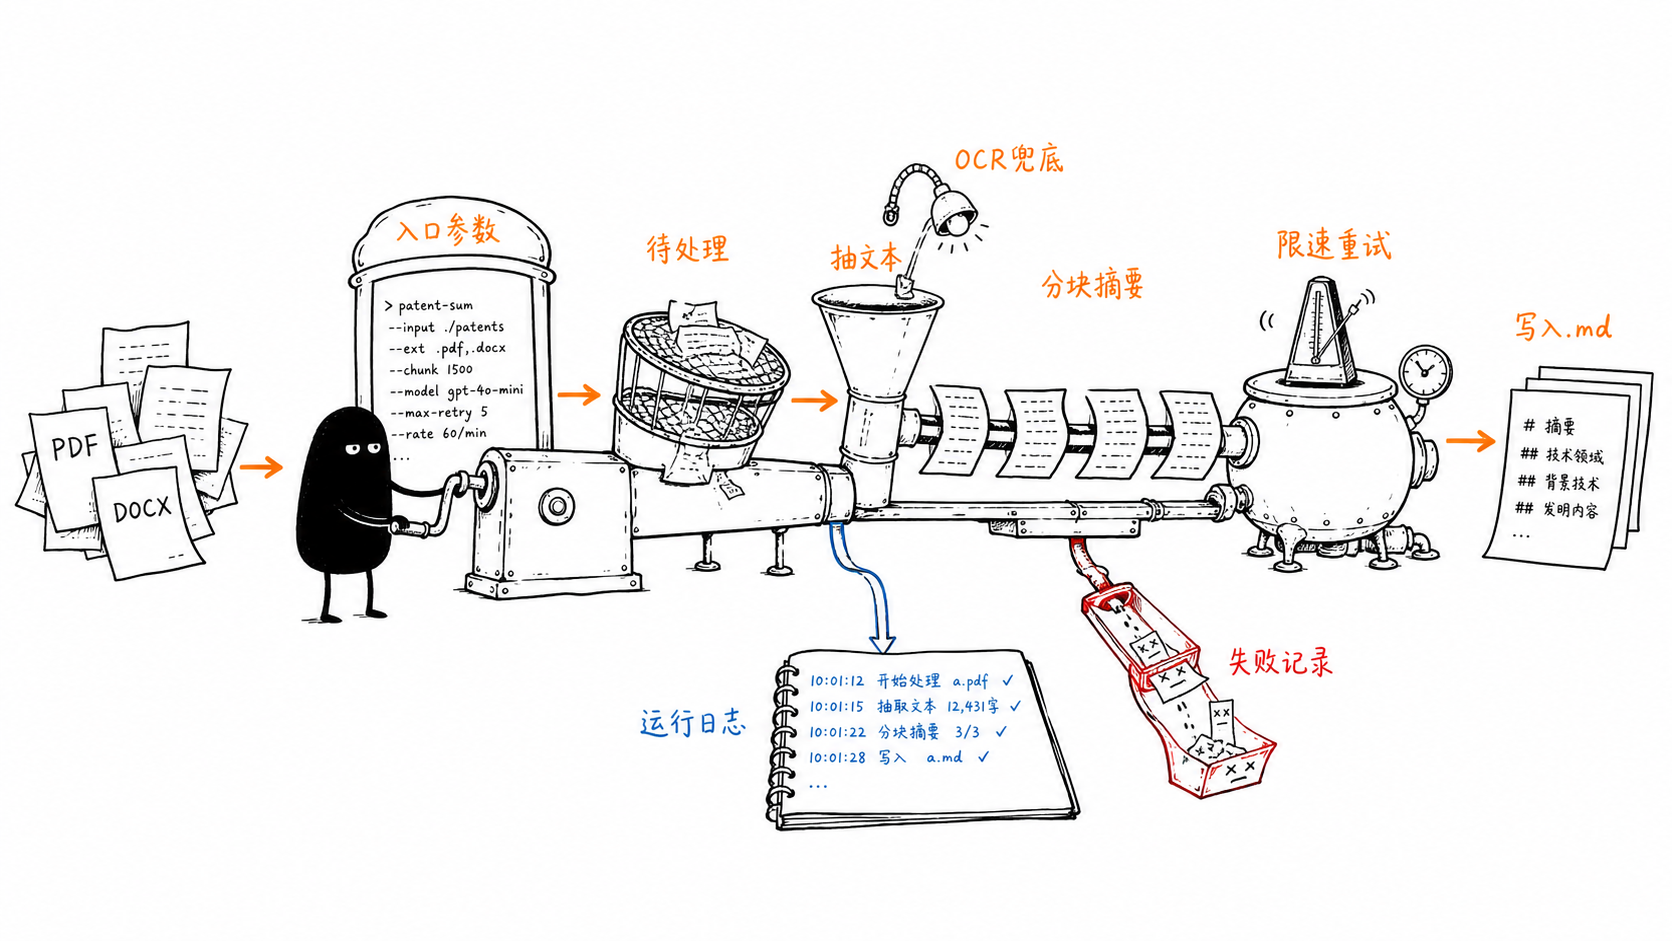 PDF
DOCX
入口参数
> patent-sum
--input ./patents
--ext .pdf,.docx
--chunk 1500
--model gpt-4o-mini
--max-retry 5
--rate 60/min
...
待处理
抽文本
OCR兜底
分块摘要
限速重试
写入.md
# 摘要
## 技术领域
## 背景技术
## 发明内容
...
运行日志
10:01:12 开始处理 a.pdf ✓
10:01:15 抽取文本 12,431字 ✓
10:01:22 分块摘要 3/3 ✓
10:01:28 写入 a.md ✓
...
失败记录